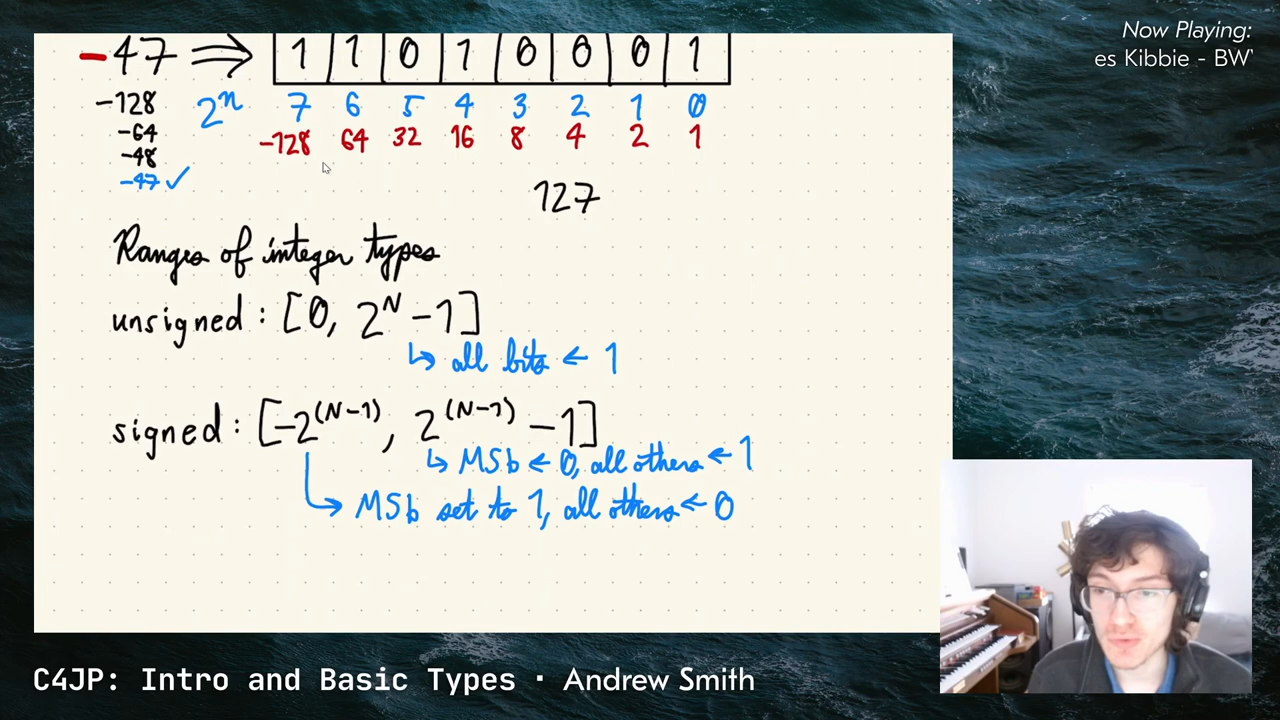 Now Playing:
es Kibbie - BW'
-47 ⇒ 1 1 0 1 0 0 0 1
2ⁿ 7 6 5 4 3 2 1 0
-128 64 32 16 8 4 2 1
-128
-64
-48
-47 ✓
127
Ranges of integer types
unsigned: [0, 2ᴺ -1]
↳ all bits ← 1
signed: [-2⁽ᴺ⁻¹⁾, 2⁽ᴺ⁻¹⁾ -1]
↳ MSb ← 0, all others ← 1
↳ MSb set to 1, all others ← 0
C4JP: Intro and Basic Types · Andrew Smith